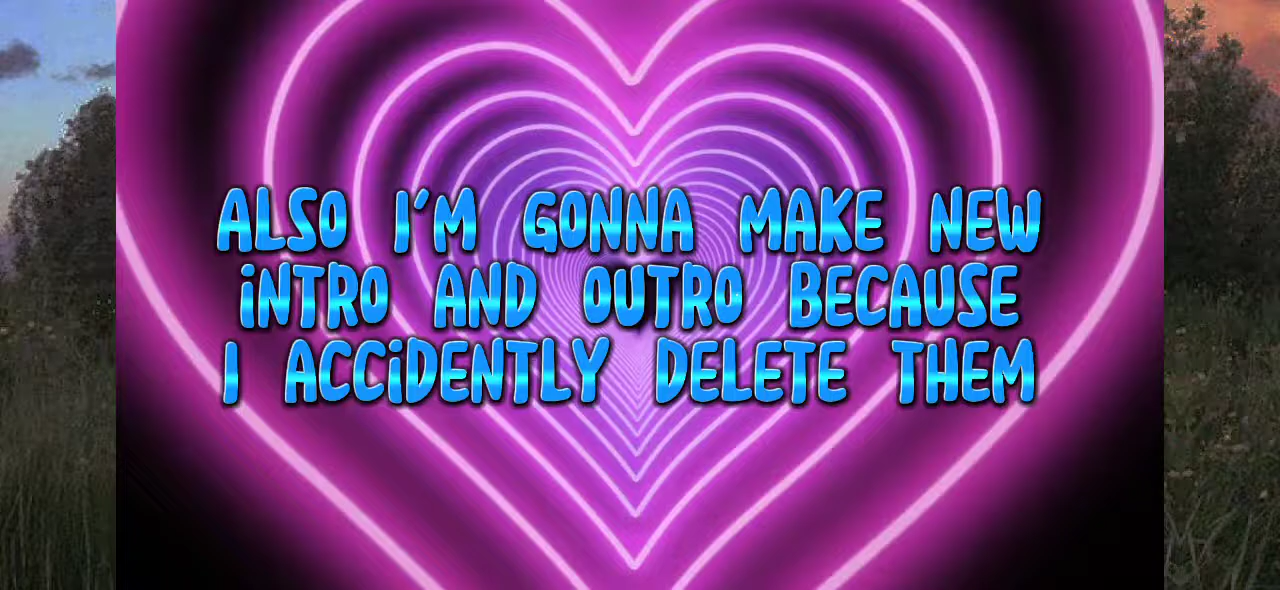 ALSO I'M GONNA MAKE NEW
iNTRO AND OUTRO BECAUSE
I ACCiDENTLY DELETE THEM